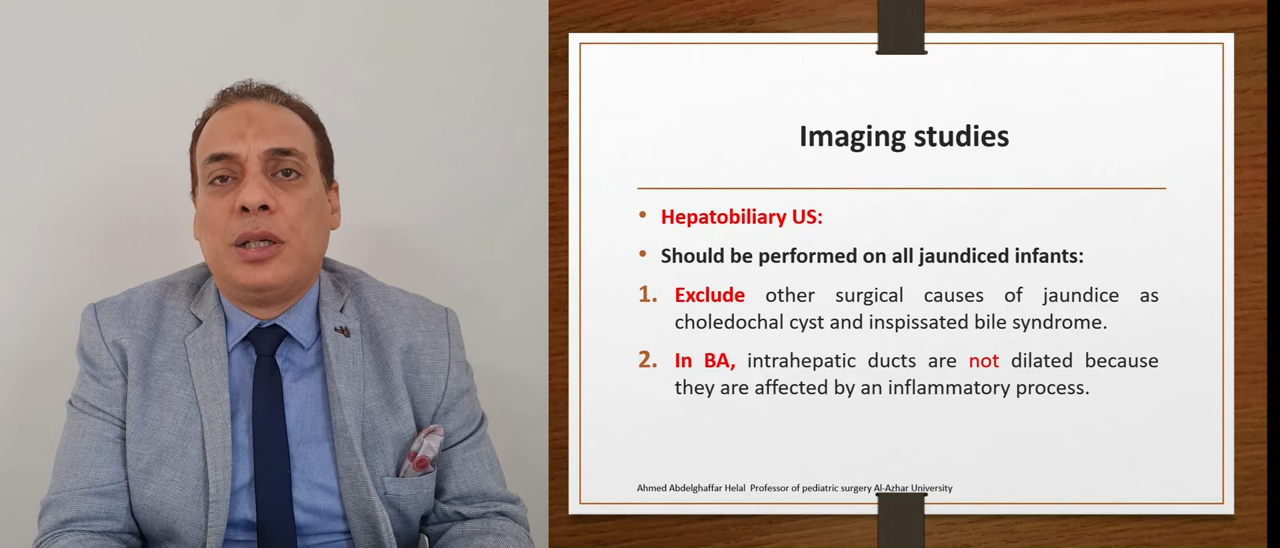 Imaging studies
• Hepatobiliary US:
• Should be performed on all jaundiced infants:
1. Exclude other surgical causes of jaundice as
choledochal cyst and inspissated bile syndrome.
2. In BA, intrahepatic ducts are not dilated because
they are affected by an inflammatory process.
Ahmed Abdelghaffar Helal Professor of pediatric surgery Al-Azhar University